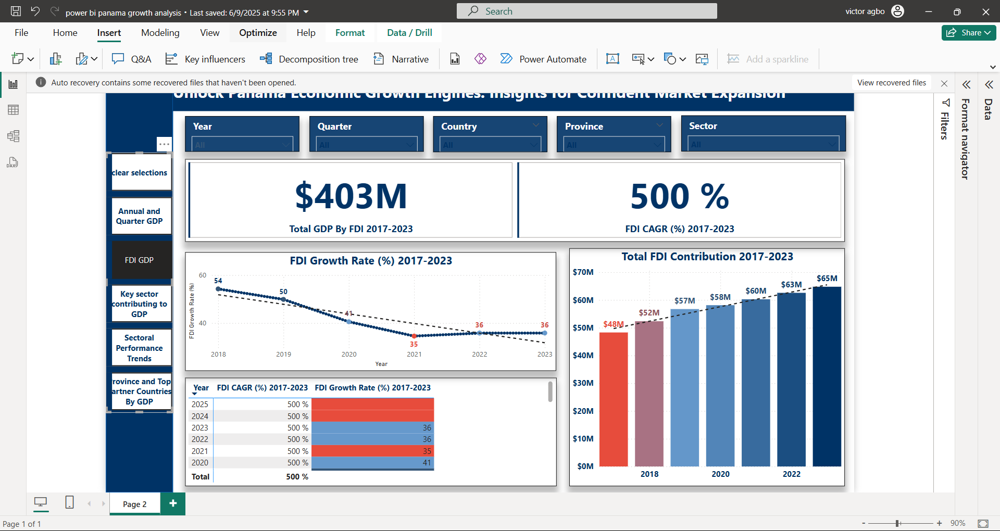 power bi panama growth analysis • Last saved: 6/9/2025 at 9:55 PM
Search
victor agbo
File Home Insert Modeling View Optimize Help Format Data / Drill
Share
Q&A Key influencers Decomposition tree Narrative Power Automate Add a sparkline
Auto recovery contains some recovered files that haven't been opened.
View recovered files
Unlock Panama Economic Growth Engines: Insights for Confident Market Expansion
Year Quarter Country Province Sector
All All All All All
clear selections
Annual and
Quarter GDP
FDI GDP
Key sector
contributing to
GDP
Sectoral
Performance
Trends
rovince and Top
artner Countries
By GDP
$403M
Total GDP By FDI 2017-2023
500 %
FDI CAGR (%) 2017-2023
FDI Growth Rate (%) 2017-2023
FDI Growth Rate (%)
60
40
54
50
41
35
36
36
2018 2019 2020 2021 2022 2023
Year
Total FDI Contribution 2017-2023
$70M
$60M
$50M
$40M
$30M
$20M
$10M
$0M
$48M
$52M
$57M
$58M
$60M
$63M
$65M
2018 2020 2022
Year FDI CAGR (%) 2017-2023 FDI Growth Rate (%) 2017-2023
2025 500 %
2024 500 %
2023 500 % 36
2022 500 % 36
2021 500 % 35
2020 500 % 41
Total 500 %
Filters
Format navigator
Data
DAX
Page 2
Page 1 of 1
- + 90%